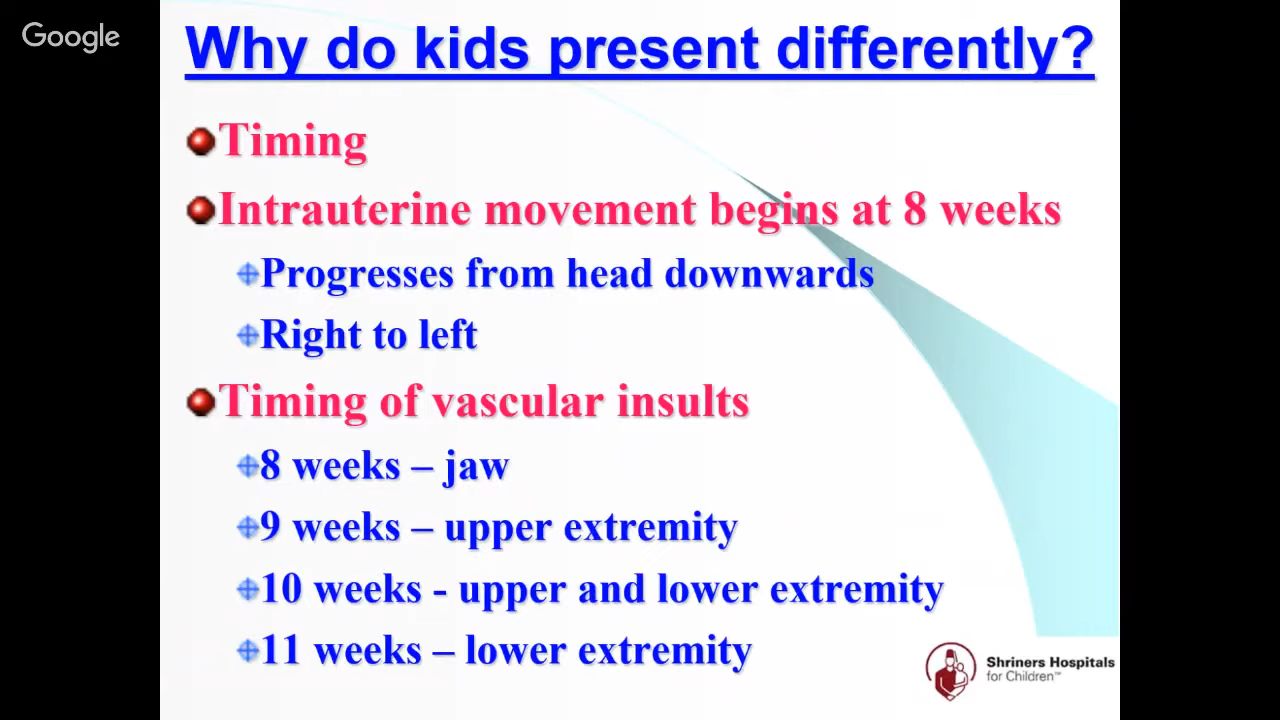 Google
Why do kids present differently?
Timing
Intrauterine movement begins at 8 weeks
Progresses from head downwards
Right to left
Timing of vascular insults
8 weeks – jaw
9 weeks – upper extremity
10 weeks - upper and lower extremity
11 weeks – lower extremity
Shriners Hospitals
for Children™